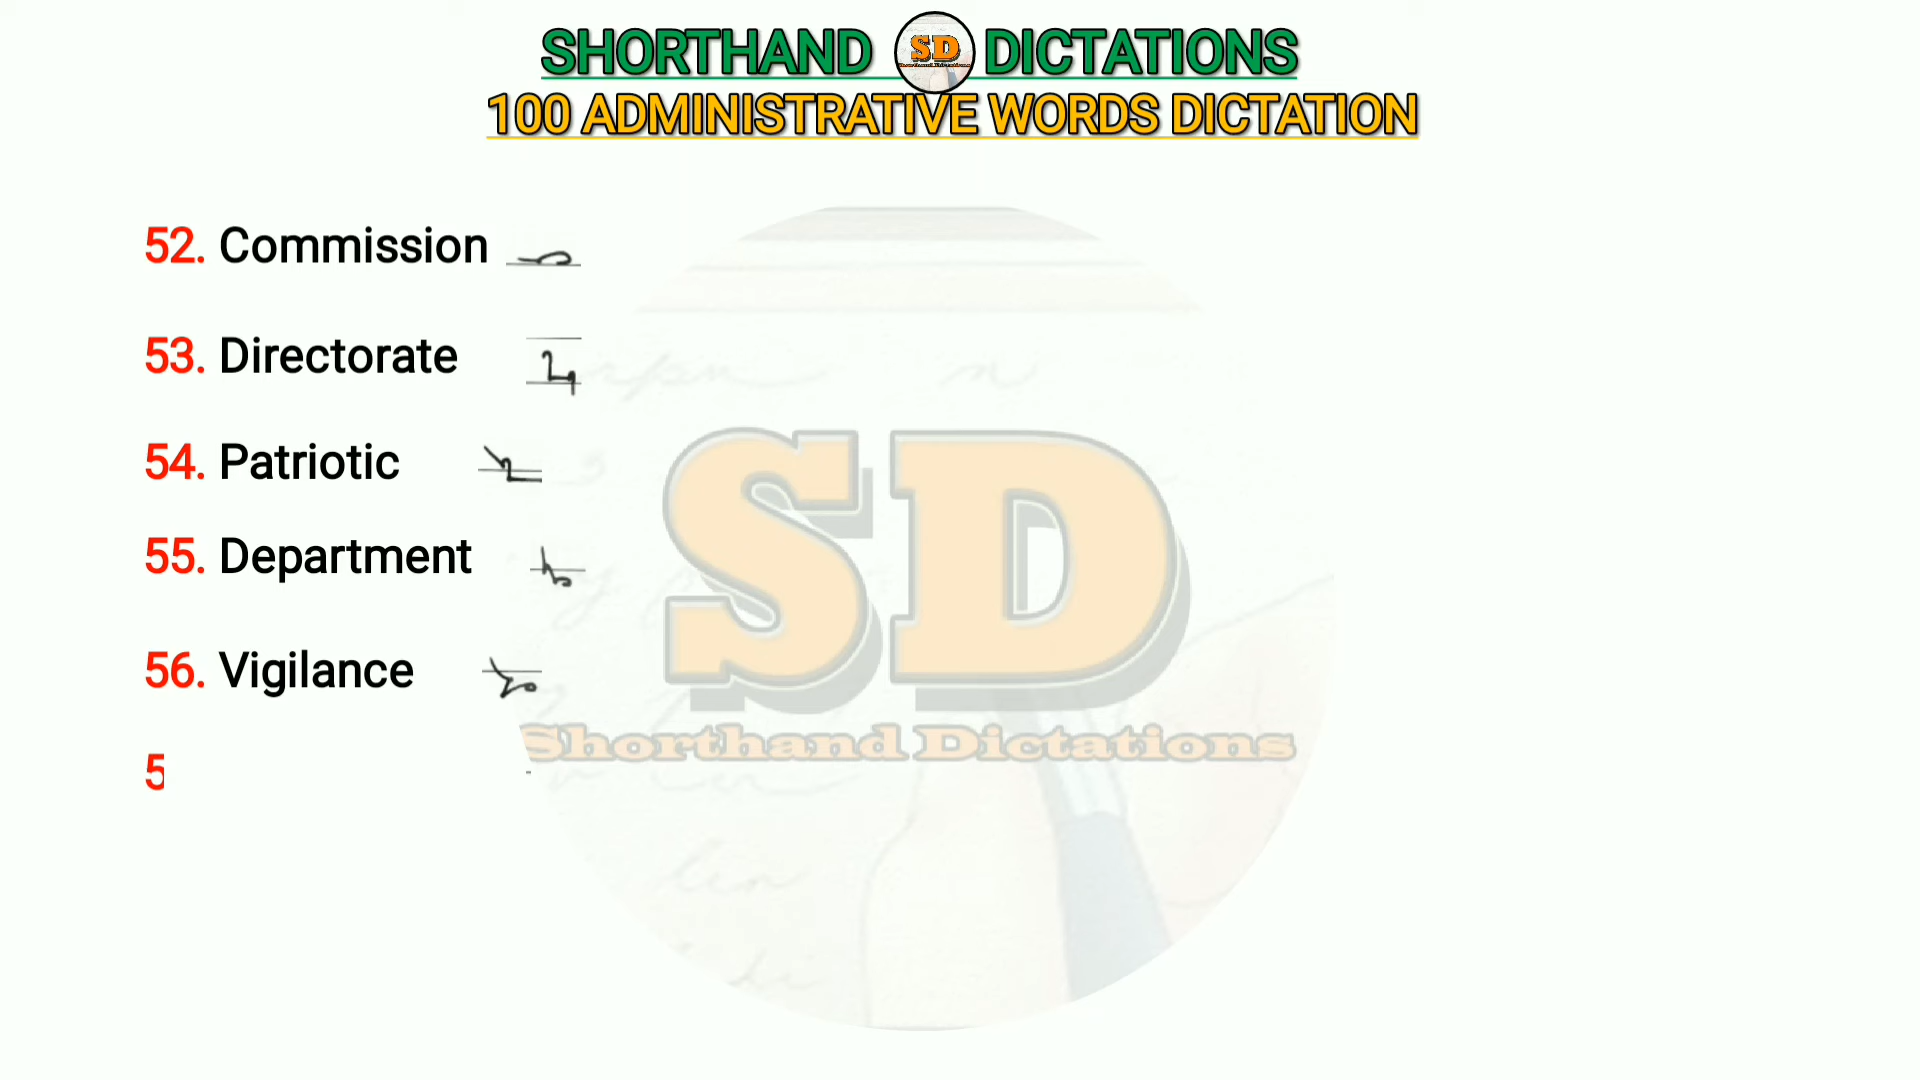 SHORTHAND SD DICTATIONS
100 ADMINISTRATIVE WORDS DICTATION
52. Commission
53. Directorate
54. Patriotic
55. Department
56. Vigilance
5
SD
Shorthand Dictations